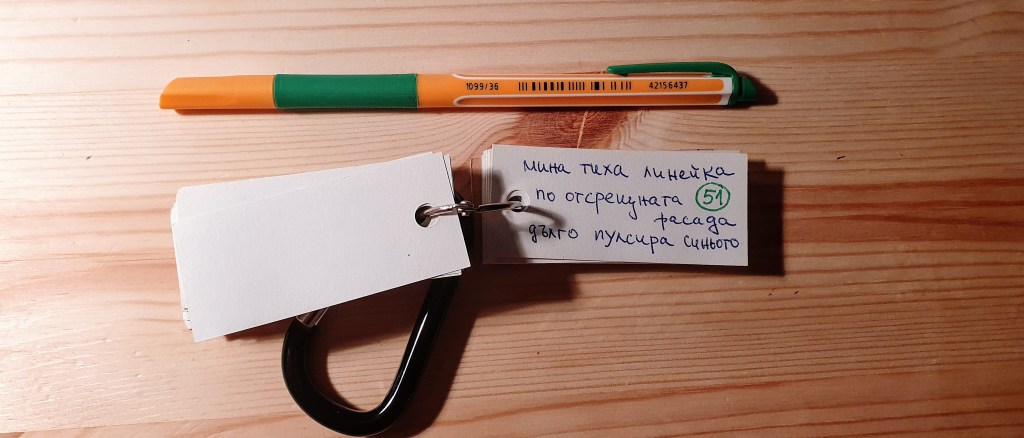 1099/36 42156437
мина тиха линейка
по отсрещната 51
фасада
дълго пулсира синьото